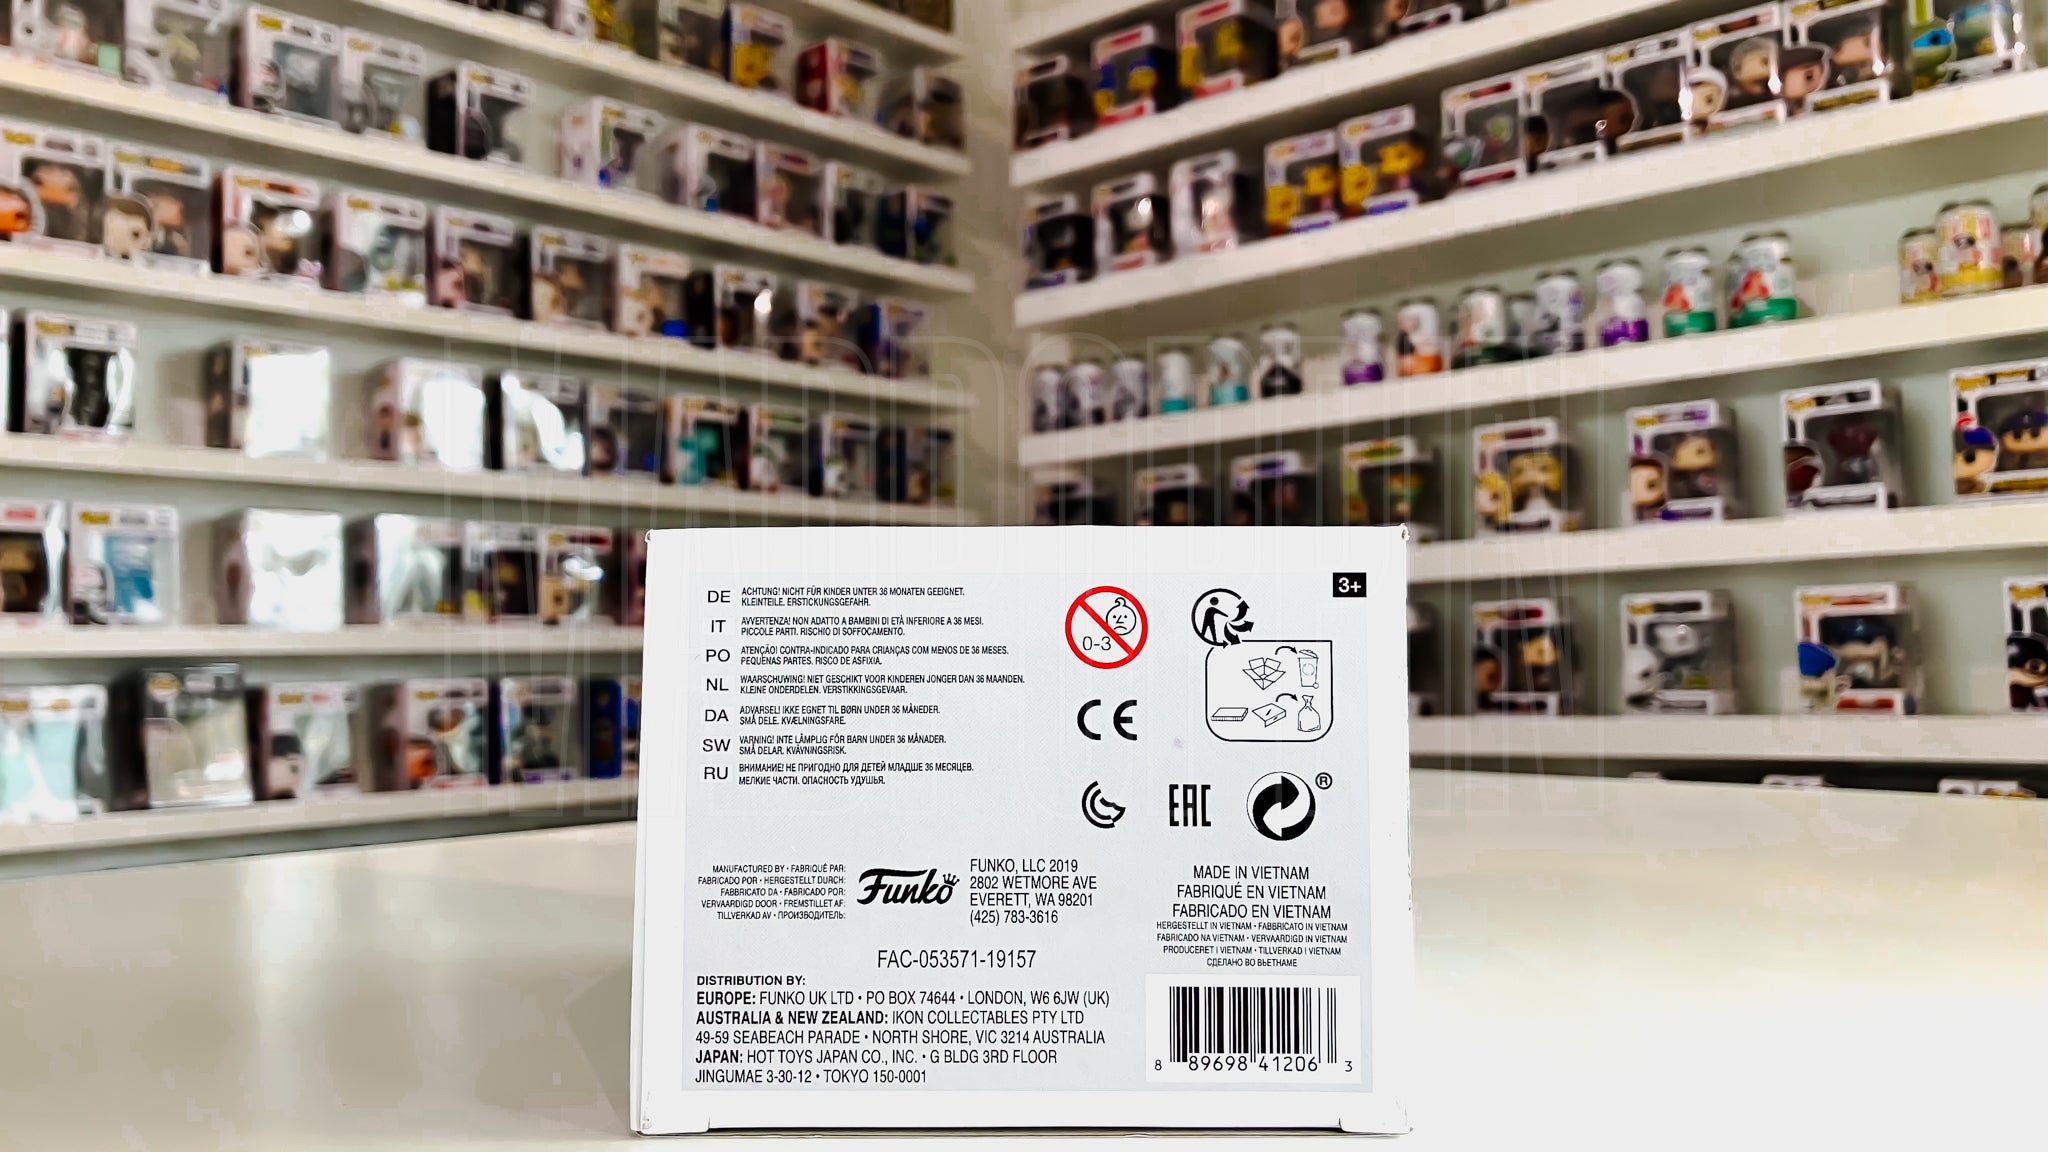 DE ACHTUNG! NICHT FÜR KINDER UNTER 36 MONATEN GEEIGNET.
KLEINTEILE. ERSTICKUNGSGEFAHR.
IT AVVERTENZA! NON ADATTO A BAMBINI DI ETÀ INFERIORE A 36 MESI.
PICCOLE PARTI. RISCHIO DI SOFFOCAMENTO.
PO ATENÇÃO! CONTRA-INDICADO PARA CRIANÇAS COM MENOS DE 36 MESES.
PEQUENAS PARTES. RISCO DE ASFIXIA.
NL WAARSCHUWING! NIET GESCHIKT VOOR KINDEREN JONGER DAN 36 MAANDEN.
KLEINE ONDERDELEN. VERSTIKKINGSGEVAAR.
DA ADVARSEL! IKKE EGNET TIL BØRN UNDER 36 MÅNEDER.
SMÅ DELE. KVÆLNINGSFARE.
SW VARNING! INTE LÄMPLIG FÖR BARN UNDER 36 MÅNADER.
SMÅ DELAR. KVÄVNINGSRISK.
RU ВНИМАНИЕ! НЕ ПРИГОДНО ДЛЯ ДЕТЕЙ МЛАДШЕ 36 МЕСЯЦЕВ.
МЕЛКИЕ ЧАСТИ. ОПАСНОСТЬ УДУШЬЯ.
0-3
3+
CE
EAC
®
MANUFACTURED BY • FABRIQUÉ PAR:
FABRICADO POR • HERGESTELLT DURCH:
FABBRICATO DA • FABRICADO POR:
VERVAARDIGD DOOR • FREMSTILLET AF:
TILLVERKAD AV • ПРОИЗВОДИТЕЛЬ:
Funko
FUNKO, LLC 2019
2802 WETMORE AVE
EVERETT, WA 98201
(425) 783-3616
MADE IN VIETNAM
FABRIQUÉ EN VIETNAM
FABRICADO EN VIETNAM
HERGESTELLT IN VIETNAM • FABBRICATO IN VIETNAM
FABRICADO NA VIETNAM • VERVAARDIGD IN VIETNAM
PRODUCERET I VIETNAM • TILLVERKAD I VIETNAM
СДЕЛАНО ВО ВЬЕТНАМЕ
FAC-053571-19157
DISTRIBUTION BY:
EUROPE: FUNKO UK LTD • PO BOX 74644 • LONDON, W6 6JW (UK)
AUSTRALIA & NEW ZEALAND: IKON COLLECTABLES PTY LTD
49-59 SEABEACH PARADE • NORTH SHORE, VIC 3214 AUSTRALIA
JAPAN: HOT TOYS JAPAN CO., INC. • G BLDG 3RD FLOOR
JINGUMAE 3-30-12 • TOKYO 150-0001
8 89698 41206 3